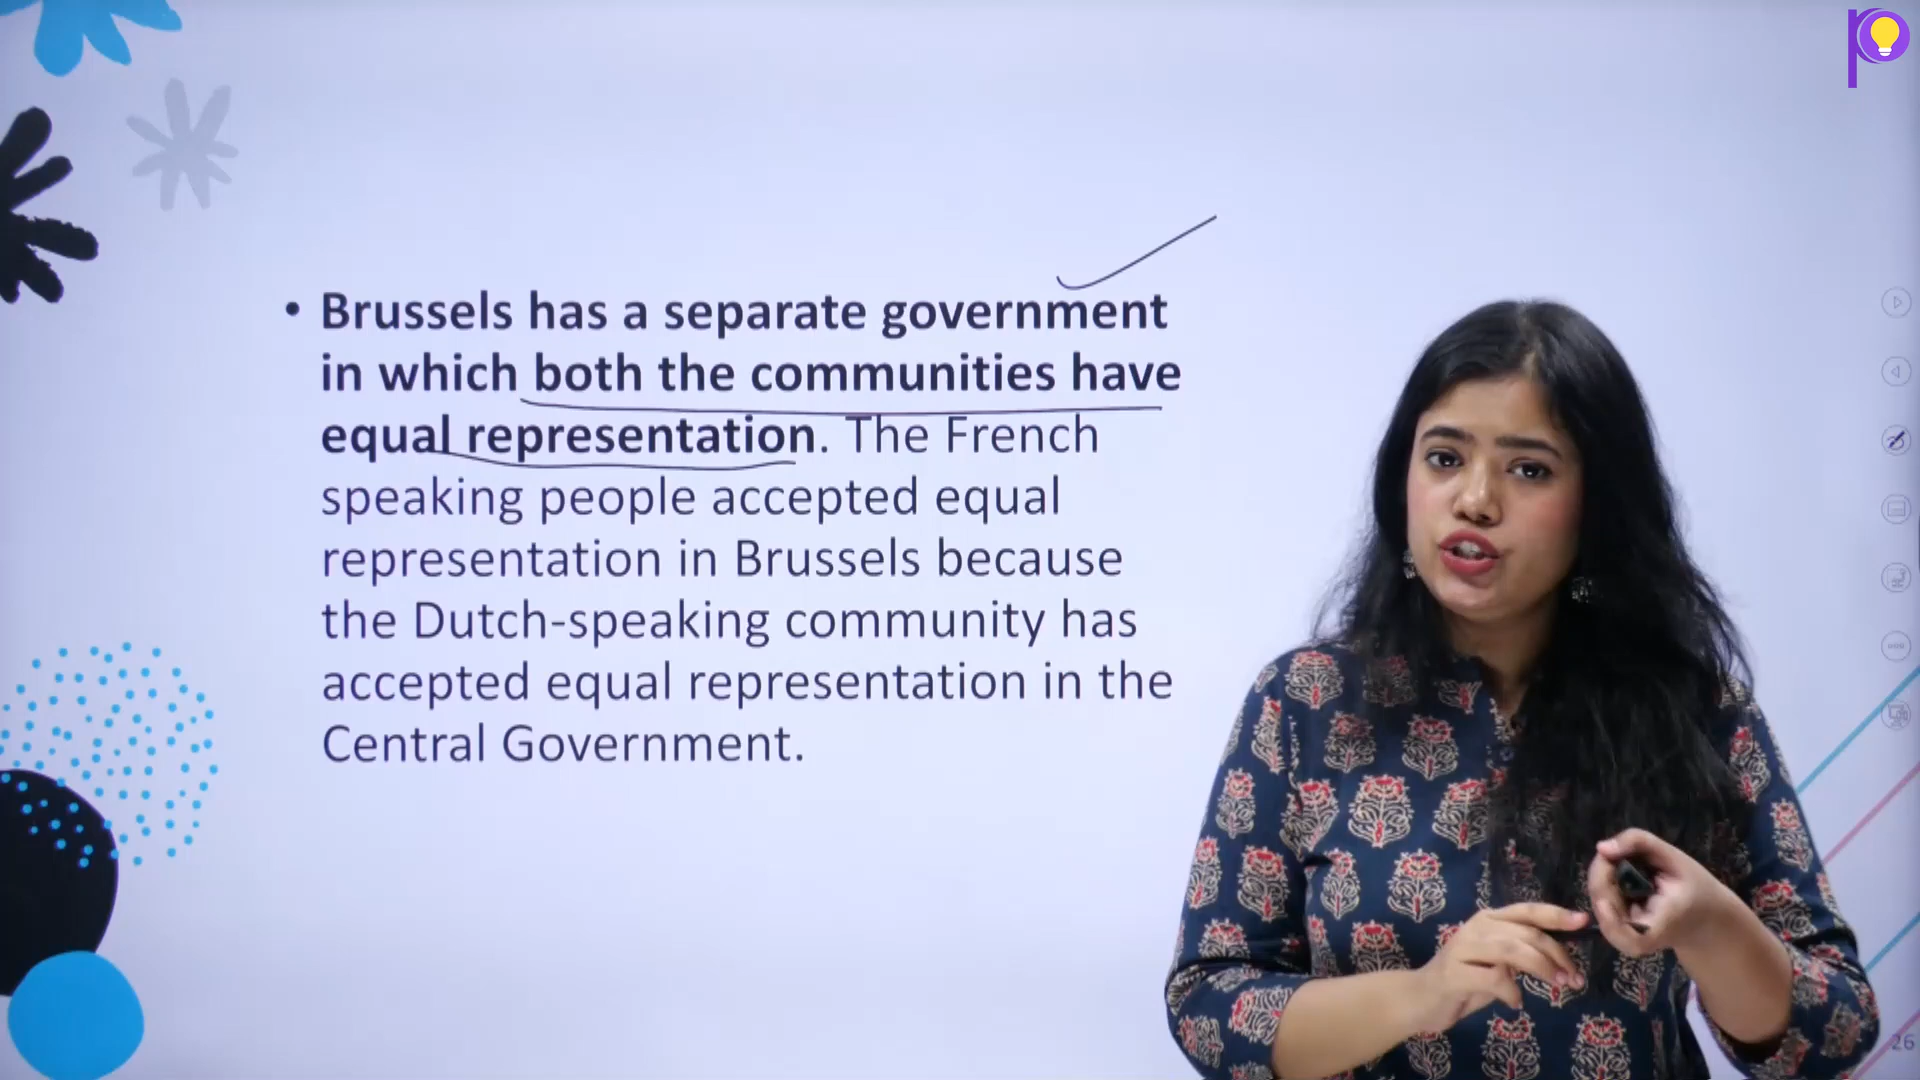 • Brussels has a separate government
in which both the communities have
equal representation. The French
speaking people accepted equal
representation in Brussels because
the Dutch-speaking community has
accepted equal representation in the
Central Government.
26